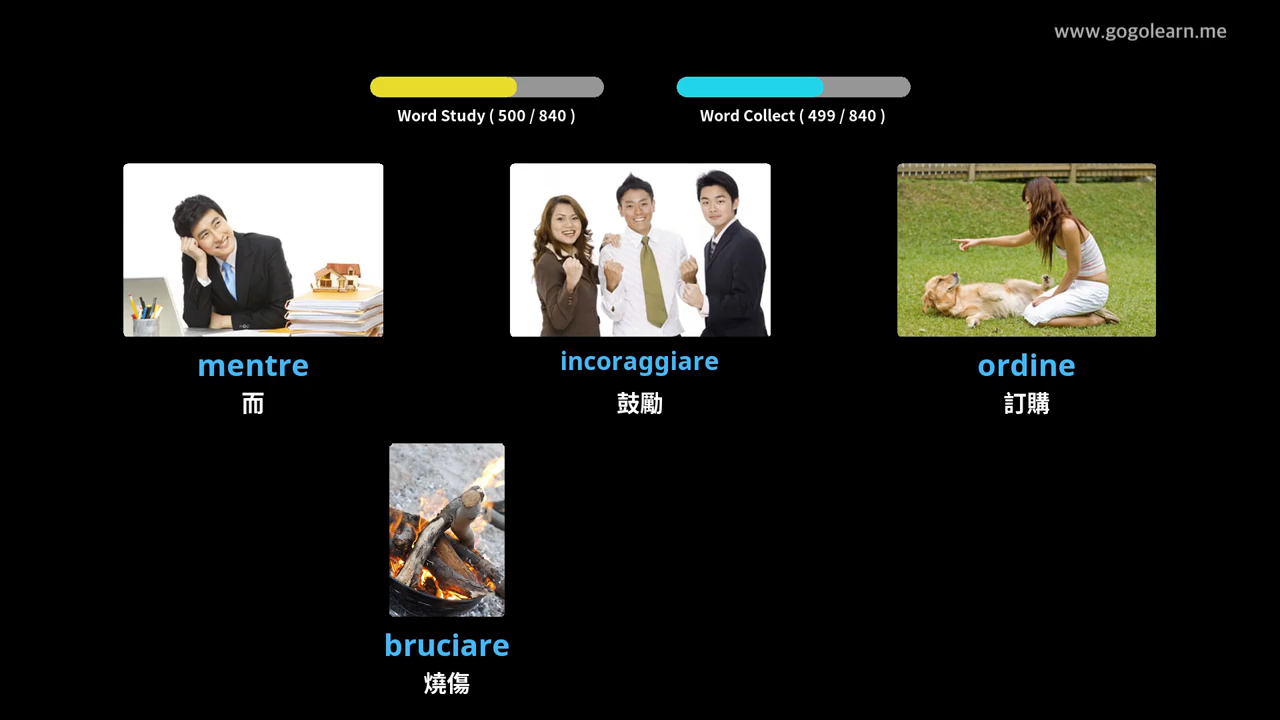 www.gogolearn.me
Word Study ( 500 / 840 )
Word Collect ( 499 / 840 )
mentre
而
incoraggiare
鼓勵
ordine
訂購
bruciare
燒傷